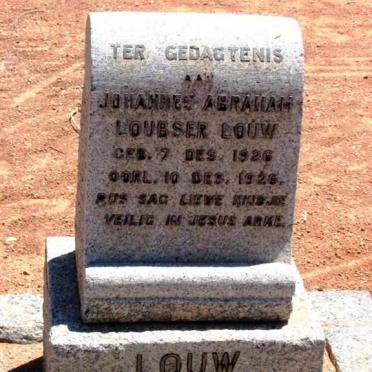 TER GEDAGTENIS
AAN
JOHANNES ABRAHAM
LOUBSER LOUW
GEB. 7 DES. 1926
OORL. 10 DES. 1926.
RUS SAG LIEWE KINDJIE
VEILIG IN JESUS ARME.
LOUW